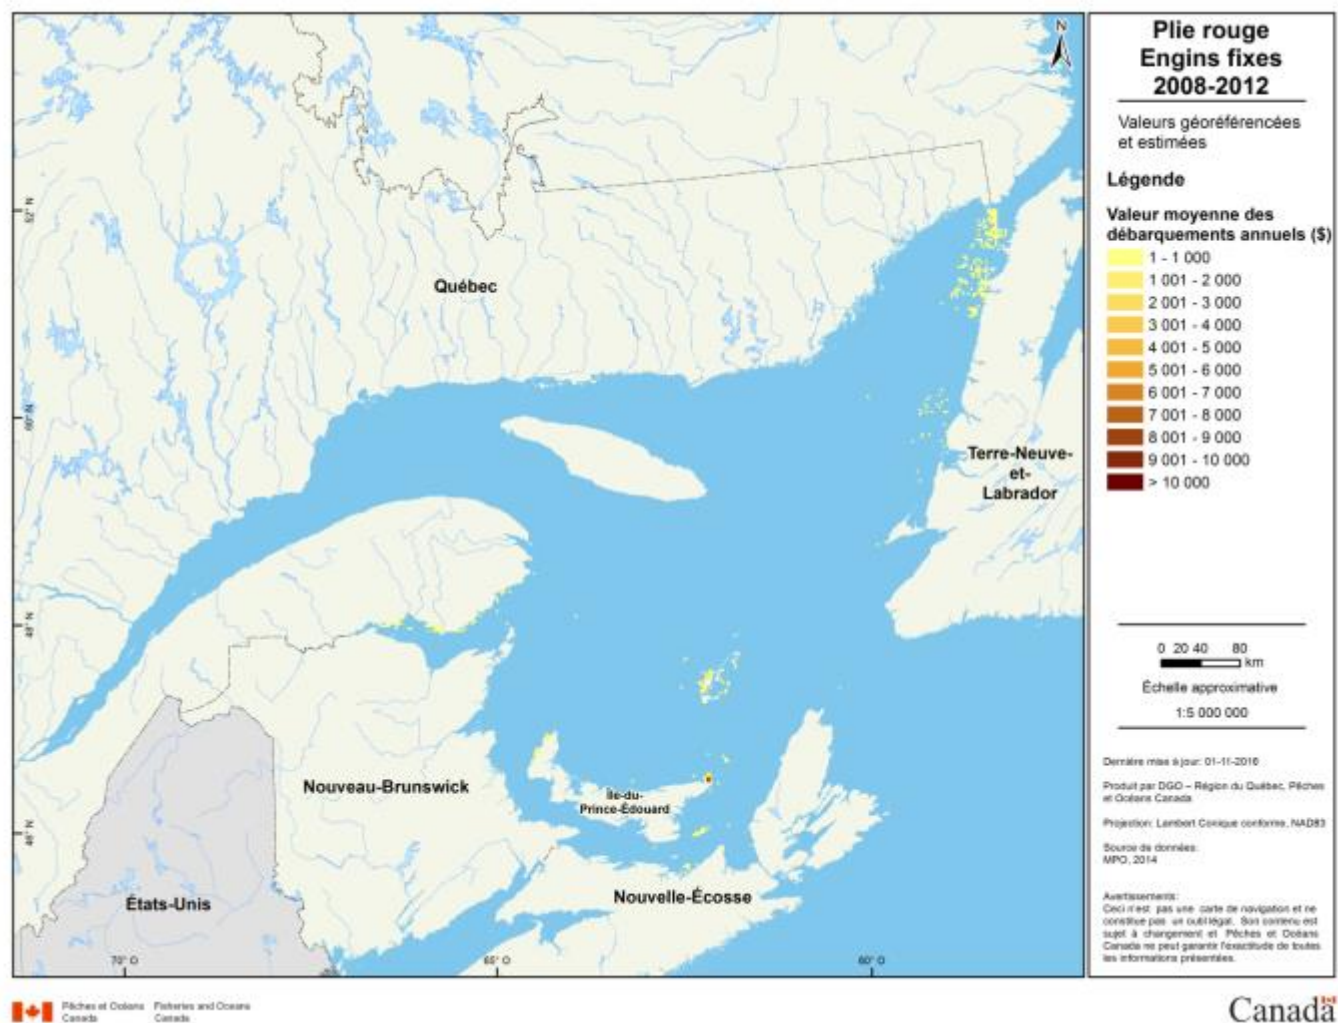 Plie rouge
Engins fixes
2008-2012
Valeurs géoréférencées
et estimées
Légende
Valeur moyenne des
débarquements annuels ($)
1 - 1 000
1 001 - 2 000
2 001 - 3 000
3 001 - 4 000
4 001 - 5 000
5 001 - 6 000
6 001 - 7 000
7 001 - 8 000
8 001 - 9 000
9 001 - 10 000
> 10 000
0 20 40 80
km
Échelle approximative
1:5 000 000
Dernière mise à jour: 01-11-2016
Produit par DGO – Région du Québec, Pêches
et Océans Canada
Projection: Lambert Conique conforme, NAD83
Source de données:
MPO, 2014
Avertissements:
Ceci n'est pas une carte de navigation et ne
constitue pas un outil légal. Son contenu est
sujet à changement et Pêches et Océans
Canada ne peut garantir l'exactitude de toutes
les informations présentées.
N
52° N
50° N
48° N
46° N
Québec
Terre-Neuve-
et-
Labrador
Nouveau-Brunswick
Île-du-
Prince-Édouard
Nouvelle-Écosse
États-Unis
70° O
65° O
60° O
Pêches et Océans
Canada
Fisheries and Oceans
Canada
Canada